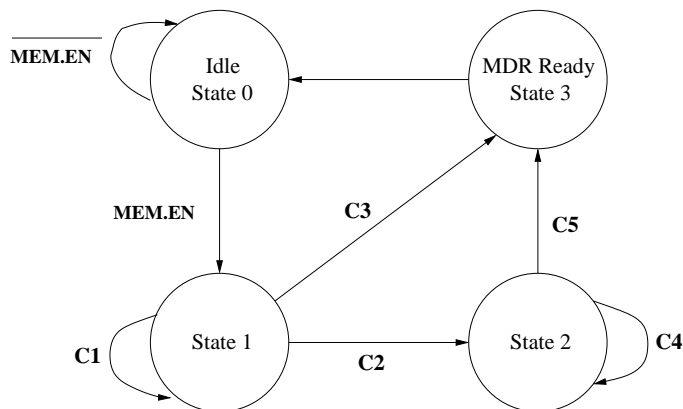 MEM.EN
Idle
State 0
MDR Ready
State 3
MEM.EN
C3
C5
C1
State 1
C2
State 2
C4